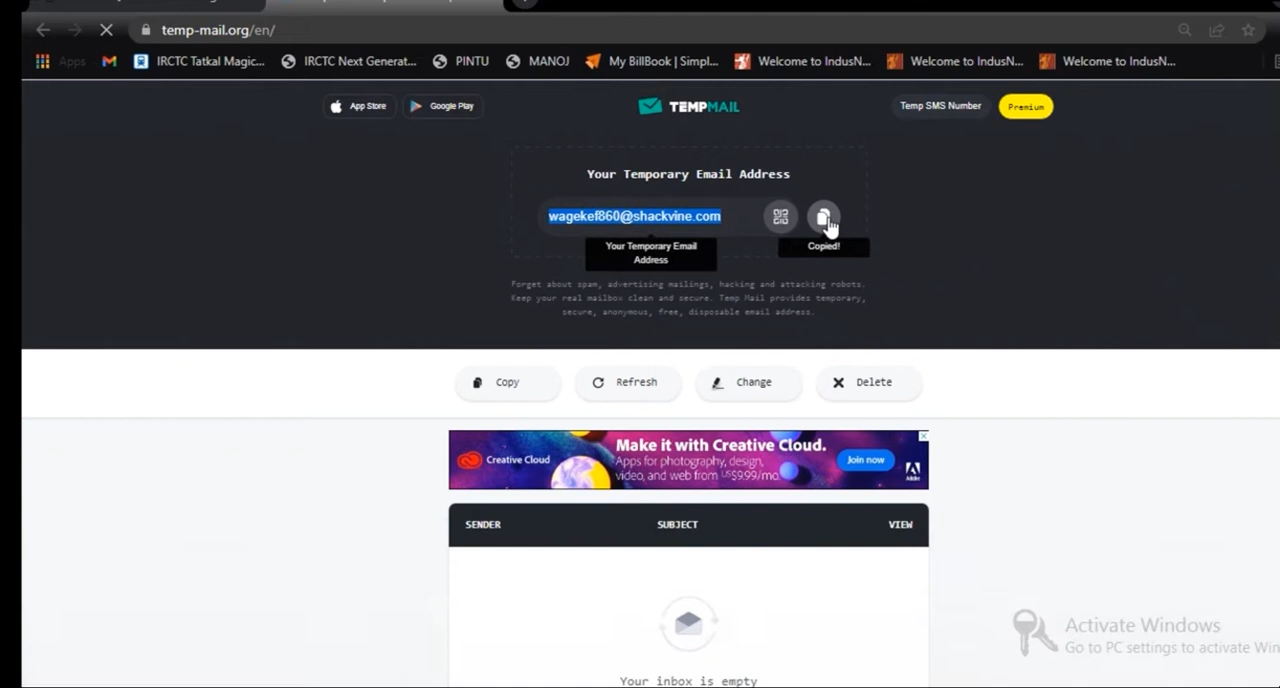 temp-mail.org/en/
Apps IRCTC Tatkal Magic... IRCTC Next Generat... PINTU MANOJ My BillBook | Simpl... Welcome to IndusN... Welcome to IndusN... Welcome to IndusN...
App Store Google Play TEMPMAIL Temp SMS Number Premium
Your Temporary Email Address
wagekef860@shackvine.com
Your Temporary Email
Address
Copied!
Forget about spam, advertising mailings, hacking and attacking robots.
Keep your real mailbox clean and secure. Temp Mail provides temporary,
secure, anonymous, free, disposable email address.
Copy Refresh Change Delete
Creative Cloud
Make it with Creative Cloud.
Apps for photography, design,
video, and web from US$9.99/mo.
Join now
Adobe
SENDER SUBJECT VIEW
Your inbox is empty
Activate Windows
Go to PC settings to activate Win